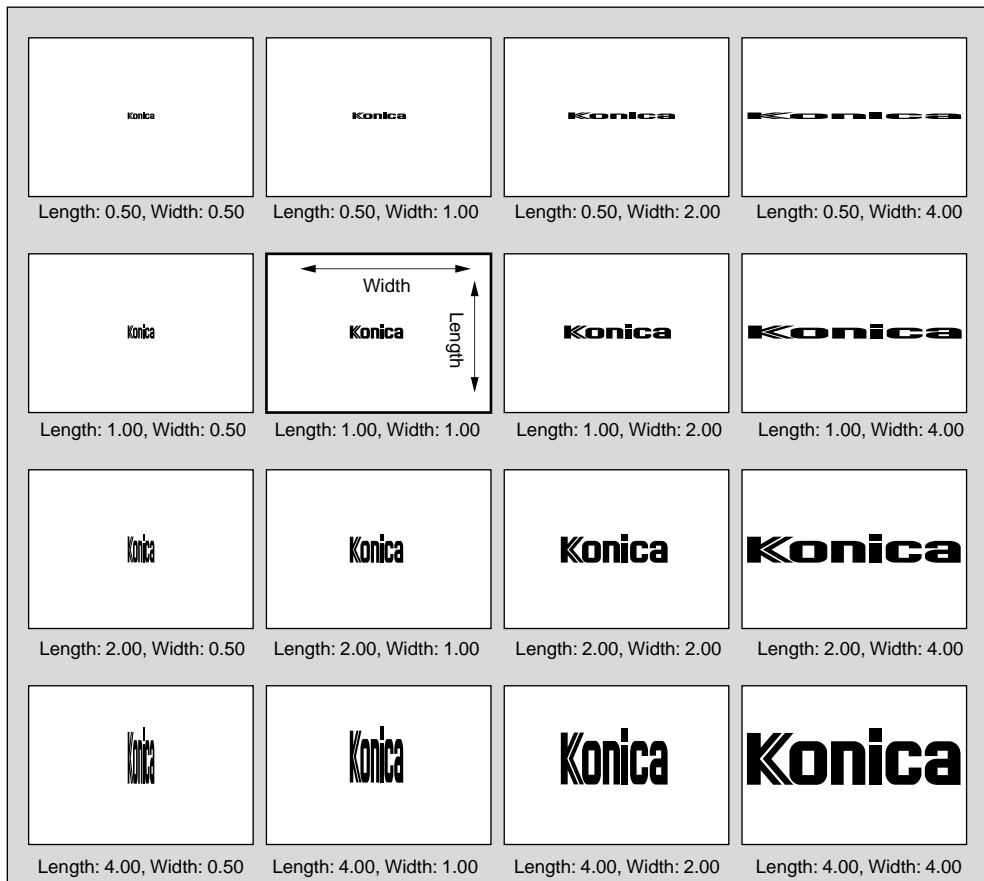 Konica Konica Konica Konica
Length: 0.50, Width: 0.50 Length: 0.50, Width: 1.00 Length: 0.50, Width: 2.00 Length: 0.50, Width: 4.00
Width
Length
Konica Konica Konica Konica
Length: 1.00, Width: 0.50 Length: 1.00, Width: 1.00 Length: 1.00, Width: 2.00 Length: 1.00, Width: 4.00
Konica Konica Konica Konica
Length: 2.00, Width: 0.50 Length: 2.00, Width: 1.00 Length: 2.00, Width: 2.00 Length: 2.00, Width: 4.00
Konica Konica Konica Konica
Length: 4.00, Width: 0.50 Length: 4.00, Width: 1.00 Length: 4.00, Width: 2.00 Length: 4.00, Width: 4.00